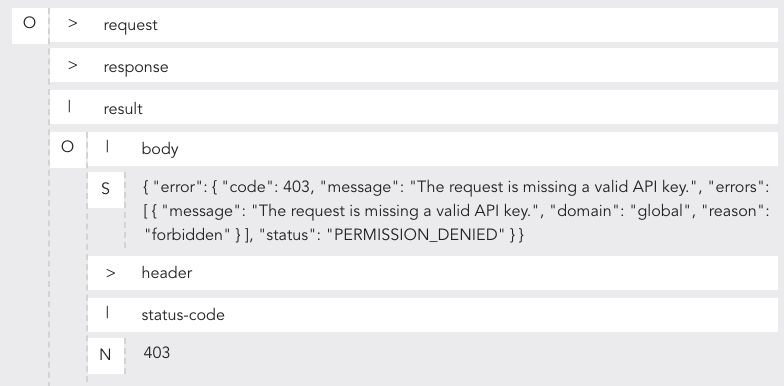 O > request
> response
| result
O | body
S { "error": { "code": 403, "message": "The request is missing a valid API key.", "errors":
[ { "message": "The request is missing a valid API key.", "domain": "global", "reason":
"forbidden" } ], "status": "PERMISSION_DENIED" } }
> header
| status-code
N 403